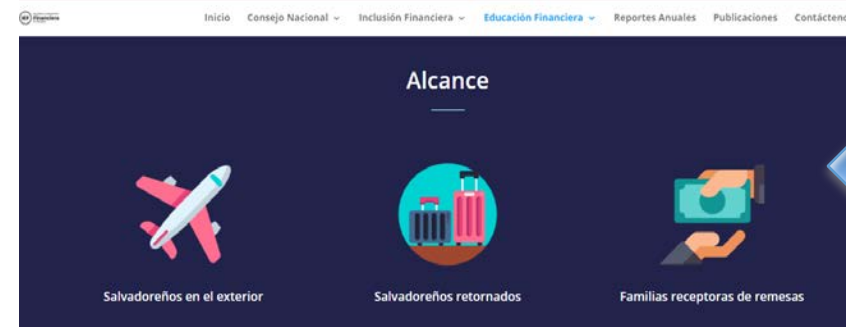 Financiera
Inicio Consejo Nacional Inclusión Financiera Educación Financiera Reportes Anuales Publicaciones
Alcance
Salvadoreños en el exterior Salvadoreños retornados Familias receptoras de remesas